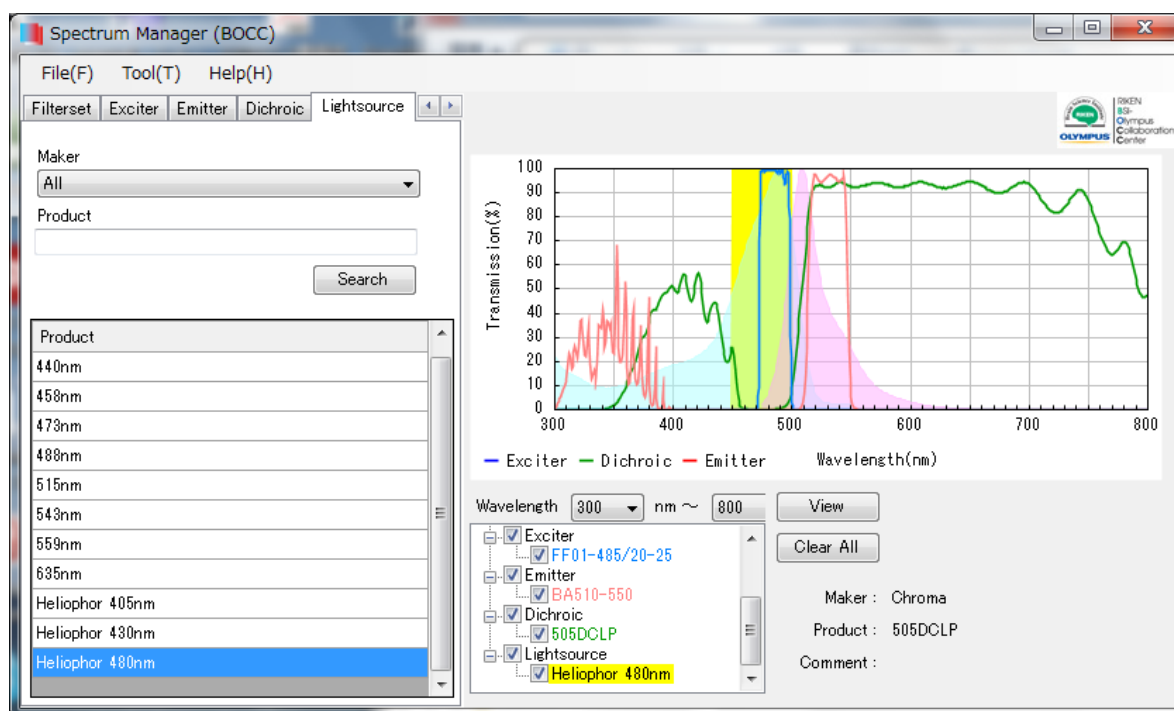 Spectrum Manager (BOCC)
File(F) Tool(T) Help(H)
Filterset Exciter Emitter Dichroic Lightsource
Maker
All
Product
Search
Product
440nm
458nm
473nm
488nm
515nm
543nm
559nm
635nm
Heliophor 405nm
Heliophor 430nm
Heliophor 480nm
RIKEN
OLYMPUS
RIKEN
BSI-
Olympus
Collaboration
Center
Transmission(%)
100
90
80
70
60
50
40
30
20
10
0
300 400 500 600 700 800
Exciter Dichroic Emitter Wavelength(nm)
Wavelength 300 nm ～ 800 View
Clear All
Exciter
FF01-485/20-25
Emitter
BA510-550
Dichroic
505DCLP
Lightsource
Heliophor 480nm
Maker : Chroma
Product : 505DCLP
Comment :